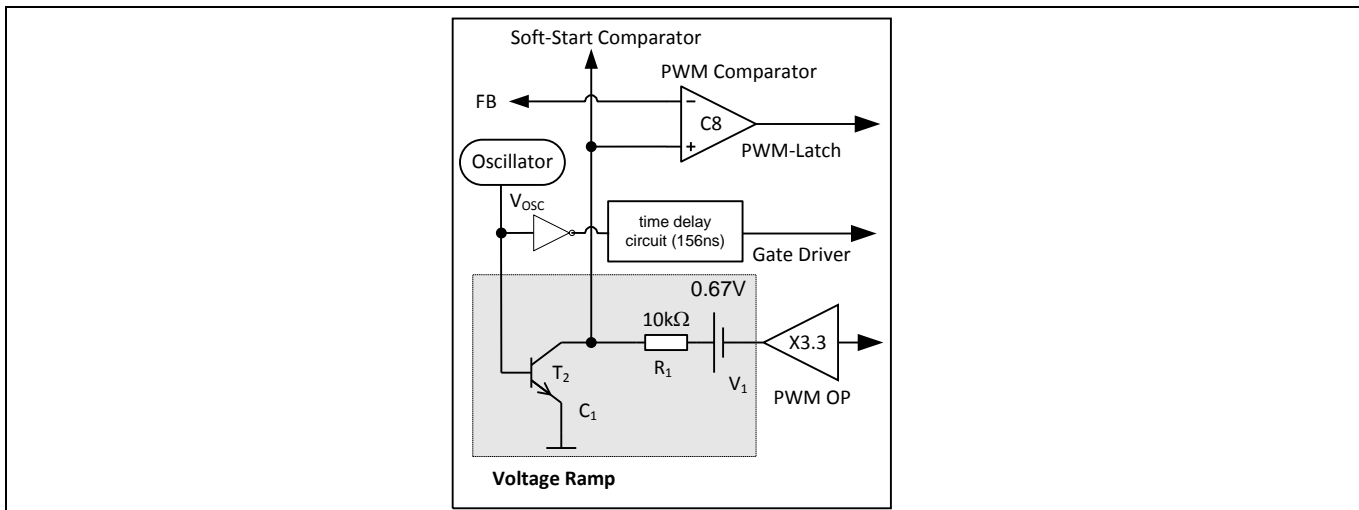 Soft-Start Comparator
PWM Comparator
FB
−
C8
+
PWM-Latch
Oscillator
VOSC
time delay
circuit (156ns)
Gate Driver
0.67V
10kΩ
X3.3
R1
V1
T2
PWM OP
C1
Voltage Ramp